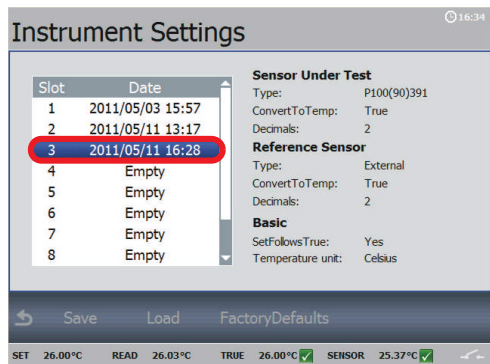 16:34
Instrument Settings
Slot Date
1 2011/05/03 15:57
2 2011/05/11 13:17
3 2011/05/11 16:28
4 Empty
5 Empty
6 Empty
7 Empty
8 Empty
Sensor Under Test
Type: P100(90)391
ConvertToTemp: True
Decimals: 2
Reference Sensor
Type: External
ConvertToTemp: True
Decimals: 2
Basic
SetFollowsTrue: Yes
Temperature unit: Celsius
Save Load FactoryDefaults
SET 26.00°C READ 26.03°C TRUE 26.00°C SENSOR 25.37°C